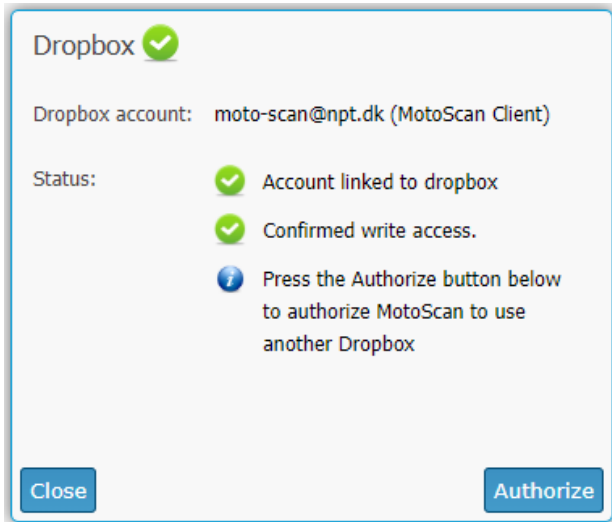 Dropbox
Dropbox account: moto-scan@npt.dk (MotoScan Client)
Status: Account linked to dropbox
Confirmed write access.
Press the Authorize button below
to authorize MotoScan to use
another Dropbox
Close Authorize